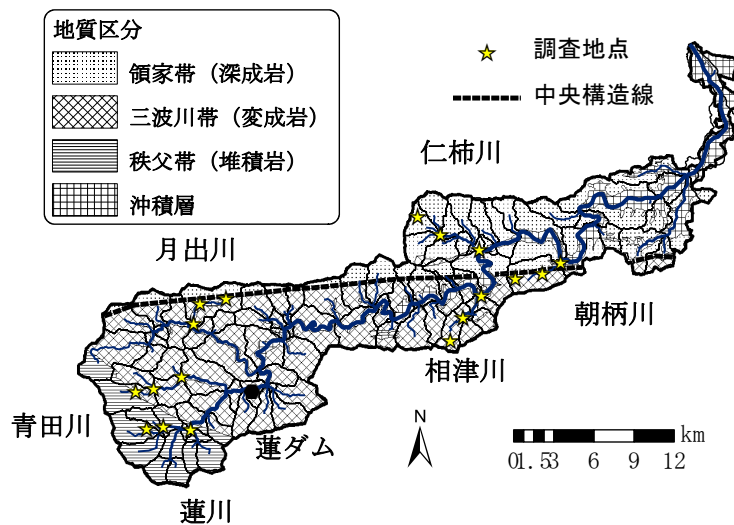 地質区分
領家帯（深成岩）
三波川帯（変成岩）
秩父帯（堆積岩）
沖積層
調査地点
中央構造線
仁柿川
月出川
朝柄川
相津川
青田川
蓮ダム
蓮川
N
km
01.53 6 9 12